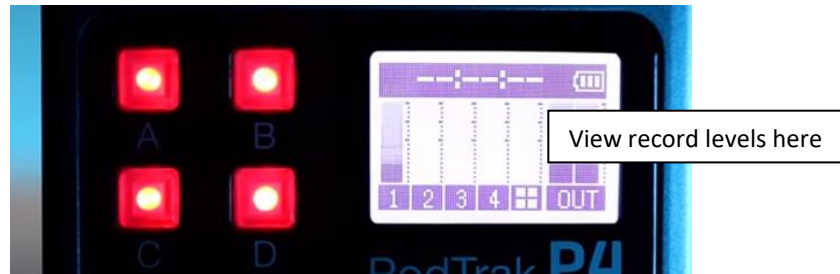 --:--:--
A B
View record levels here
1 2 3 4 OUT
C D
PodTrak P4